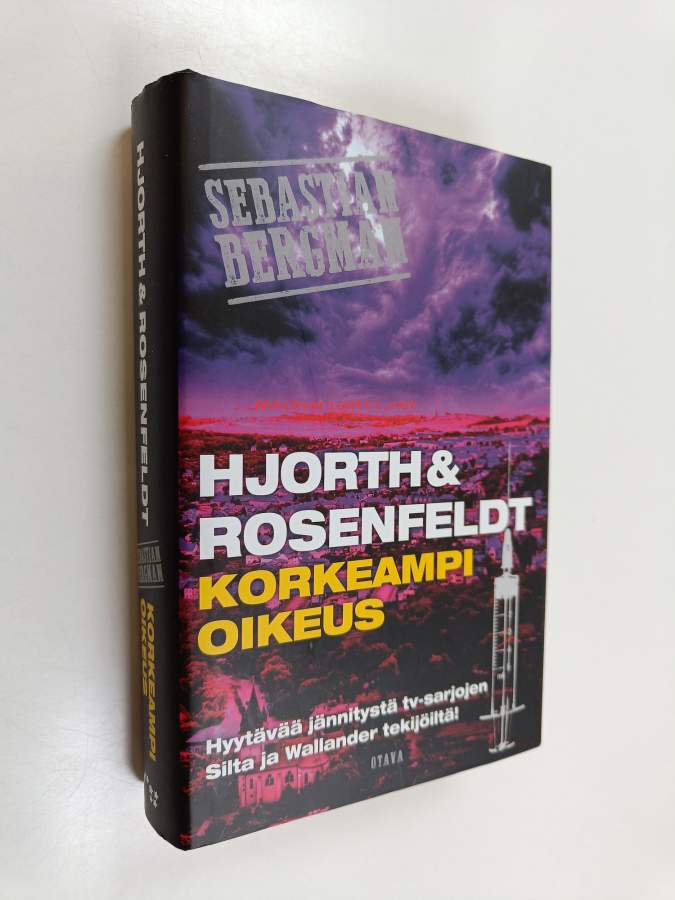 SEBASTIAN
BERGMAN
HJORTH &
ROSENFELDT
KORKEAMPI
OIKEUS
Hyytävää jännitystä tv-sarjojen
Silta ja Wallander tekijöiltä!
OTAVA
HJORTH & ROSENFELDT
SEBASTIAN
BERGMAN
KORKEAMPI
OIKEUS